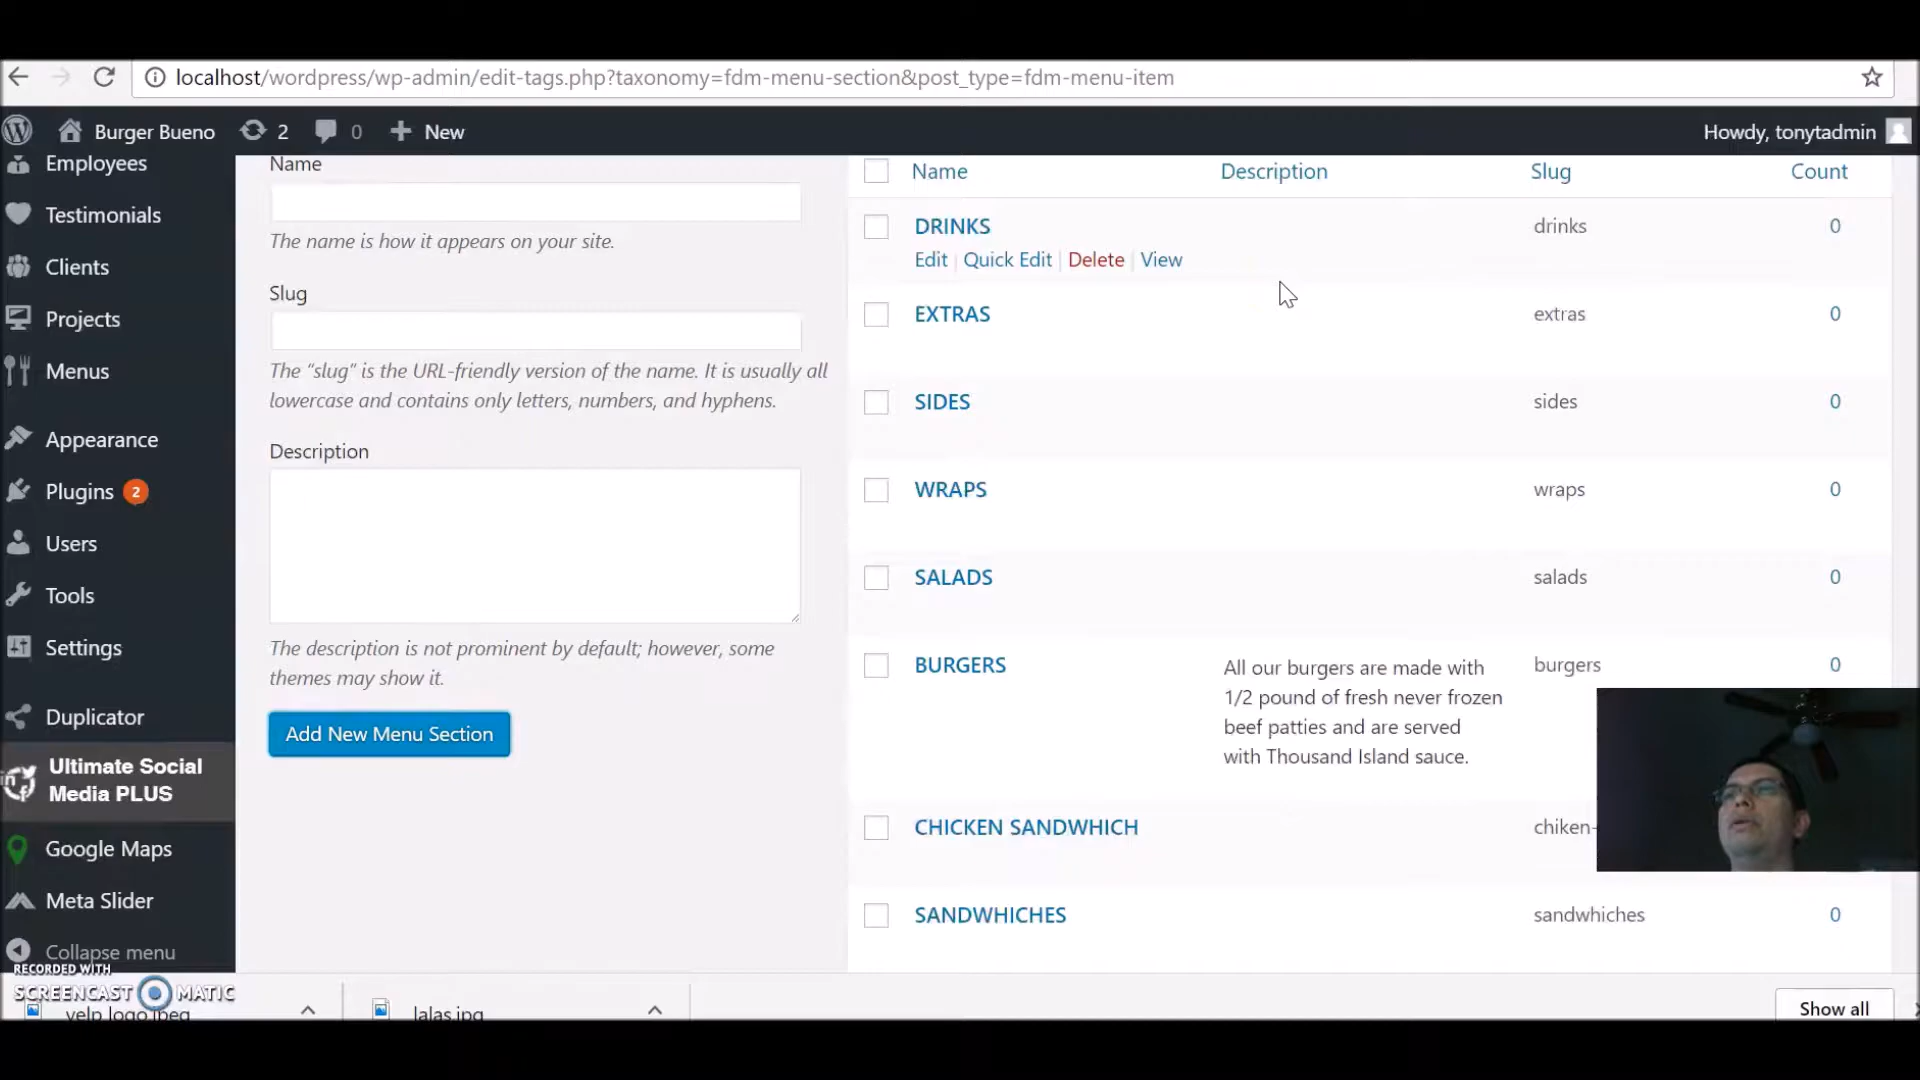 localhost/wordpress/wp-admin/edit-tags.php?taxonomy=fdm-menu-section&post_type=fdm-menu-item
Burger Bueno 2 0 New Howdy, tonytadmin
Employees
Testimonials
Clients
Projects
Menus
Appearance
Plugins 2
Users
Tools
Settings
Duplicator
Ultimate Social
Media PLUS
Google Maps
Meta Slider
Collapse menu
Name
The name is how it appears on your site.
Slug
The “slug” is the URL-friendly version of the name. It is usually all
lowercase and contains only letters, numbers, and hyphens.
Description
The description is not prominent by default; however, some
themes may show it.
Add New Menu Section
Name Description Slug Count
DRINKS drinks 0
Edit | Quick Edit | Delete | View
EXTRAS extras 0
SIDES sides 0
WRAPS wraps 0
SALADS salads 0
BURGERS All our burgers are made with burgers 0
1/2 pound of fresh never frozen
beef patties and are served
with Thousand Island sauce.
CHICKEN SANDWHICH chiken-
SANDWHICHES sandwhiches 0
RECORDED WITH
SCREENCAST MATIC
yelp logo.jpeg lalas.jpg Show all